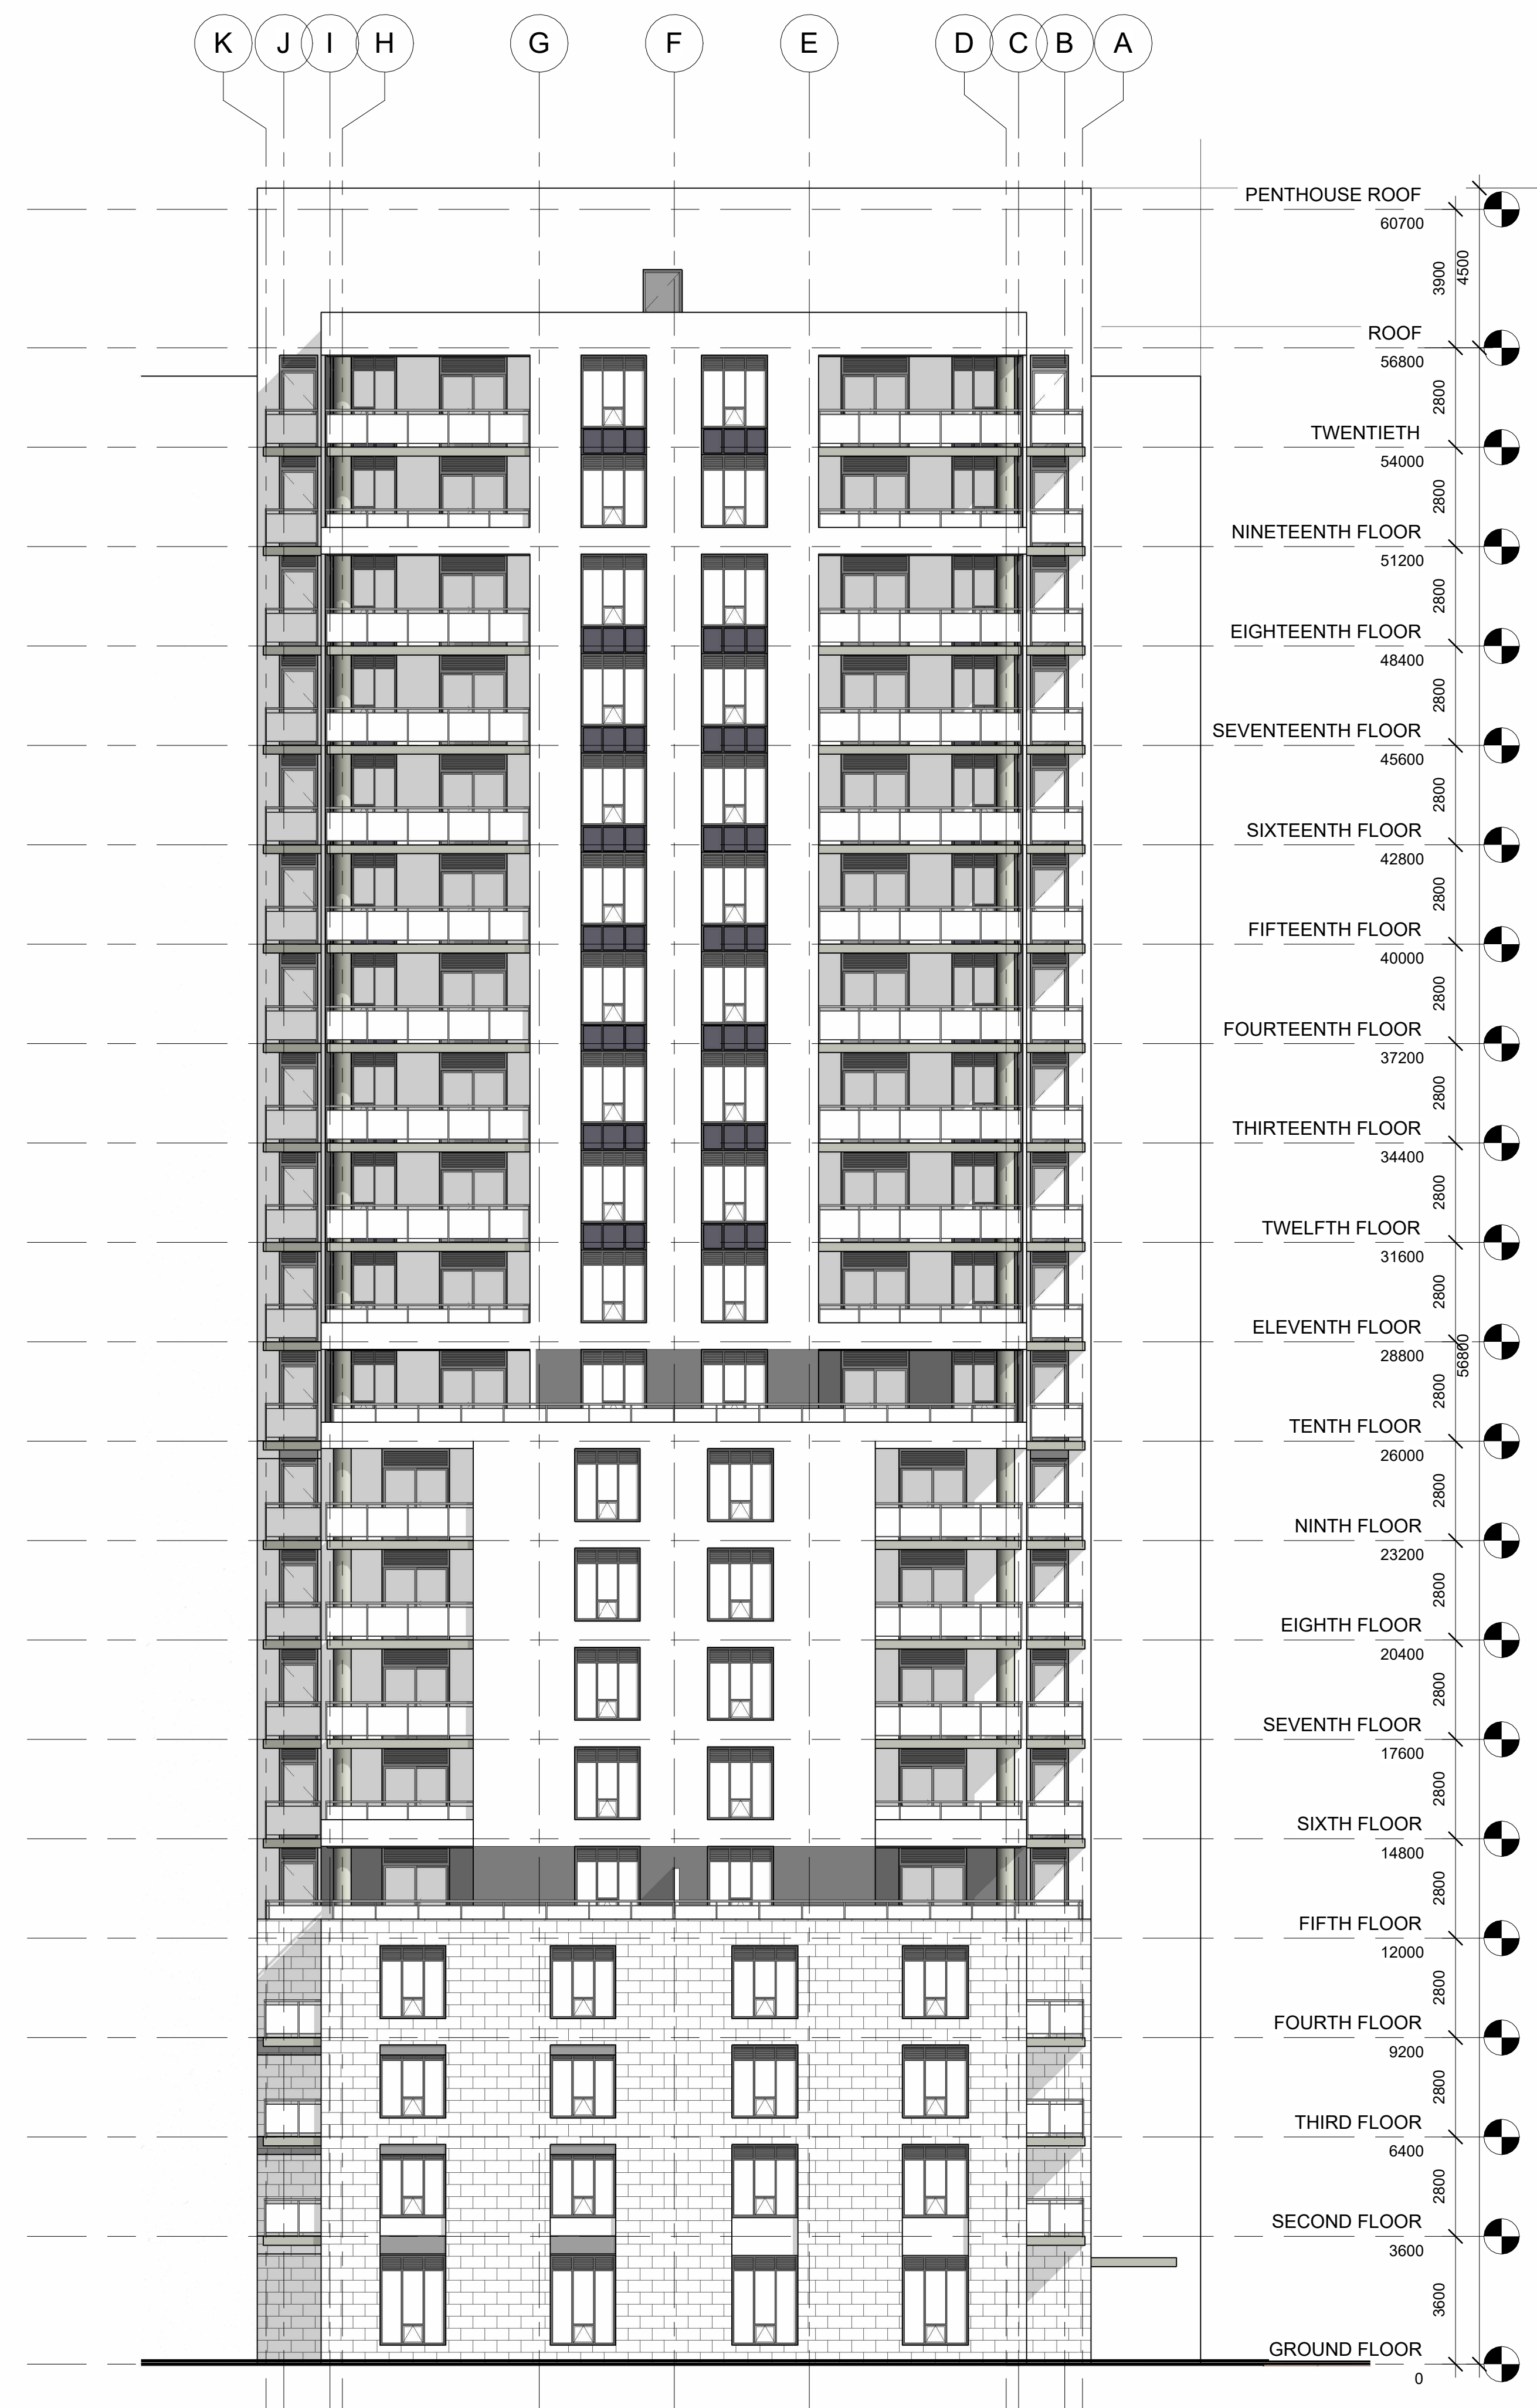 K J I H G F E D C B A
PENTHOUSE ROOF
60700
3900
4500
ROOF
56800
2800
TWENTIETH
54000
2800
NINETEENTH FLOOR
51200
2800
EIGHTEENTH FLOOR
48400
2800
SEVENTEENTH FLOOR
45600
2800
SIXTEENTH FLOOR
42800
2800
FIFTEENTH FLOOR
40000
2800
FOURTEENTH FLOOR
37200
2800
THIRTEENTH FLOOR
34400
2800
TWELFTH FLOOR
31600
2800
ELEVENTH FLOOR
28800
56800
2800
TENTH FLOOR
26000
2800
NINTH FLOOR
23200
2800
EIGHTH FLOOR
20400
2800
SEVENTH FLOOR
17600
2800
SIXTH FLOOR
14800
2800
FIFTH FLOOR
12000
2800
FOURTH FLOOR
9200
2800
THIRD FLOOR
6400
2800
SECOND FLOOR
3600
3600
GROUND FLOOR
0